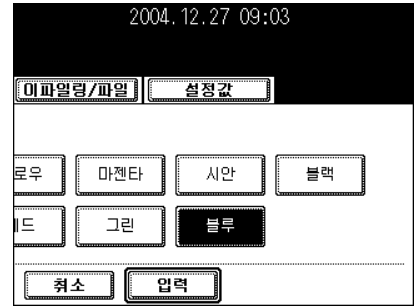 2004.12.27 09:03
이파일링/파일 설정값
로우 마젠타 시안 블랙
드 그린 블루
취소 입력